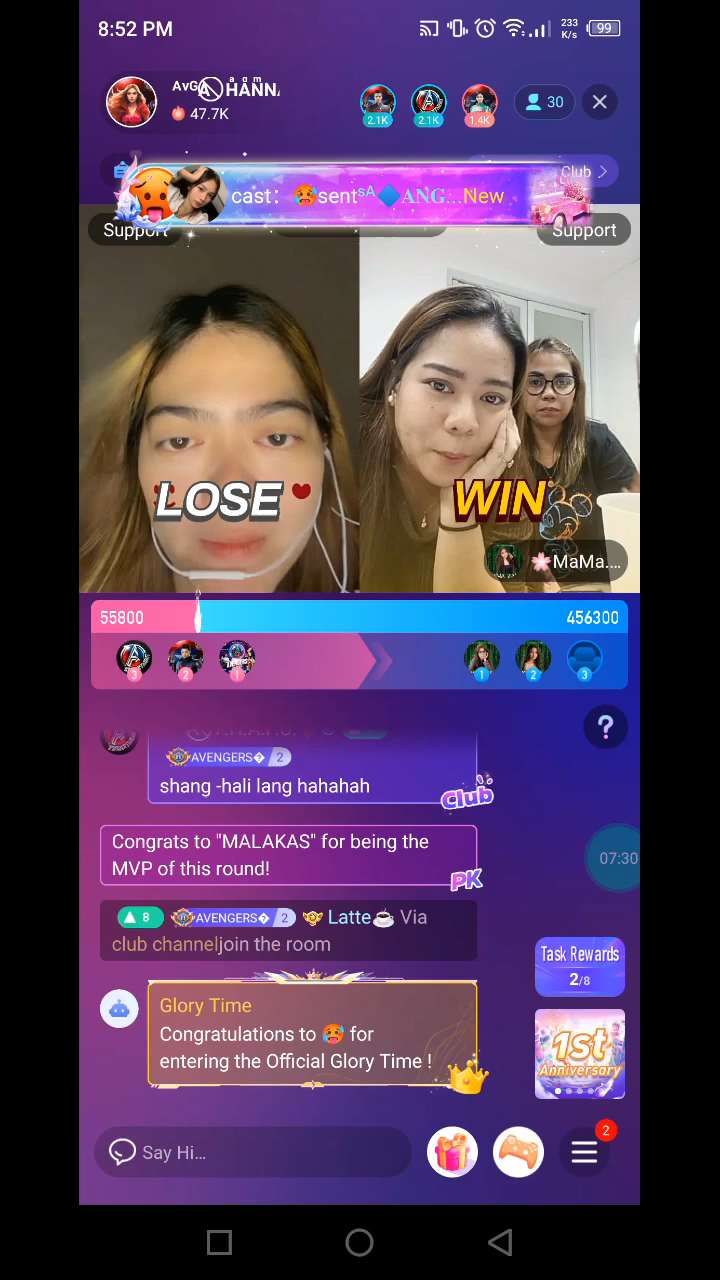 8:52 PM
233
K/s
99
AvGA HANNA
47.7K
2.1K
2.1K
1.4K
30
Club >
cast: 🥵sentˢᴬ🔷ANG...New
Support
Support
LOSE
WIN
🌸MaMa....
55800
456300
3
2
1
1
2
3
?
AVENGERS� 2
shang -hali lang hahahah
Club
Congrats to "MALAKAS" for being the
MVP of this round!
PK
07:30
8 AVENGERS� 2 Latte☕ Via
club channeljoin the room
Task Rewards
2/8
Glory Time
Congratulations to 🥵 for
entering the Official Glory Time !
1st
Anniversary
Say Hi...
2